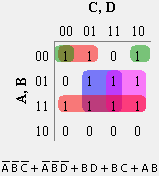 C, D
00 01 11 10
A, B
00 1 1 0 1
01 0 1 1 1
11 1 1 1 1
10 0 0 0 0
A̅B̅C̅ + A̅B̅D̅ + BD + BC + AB